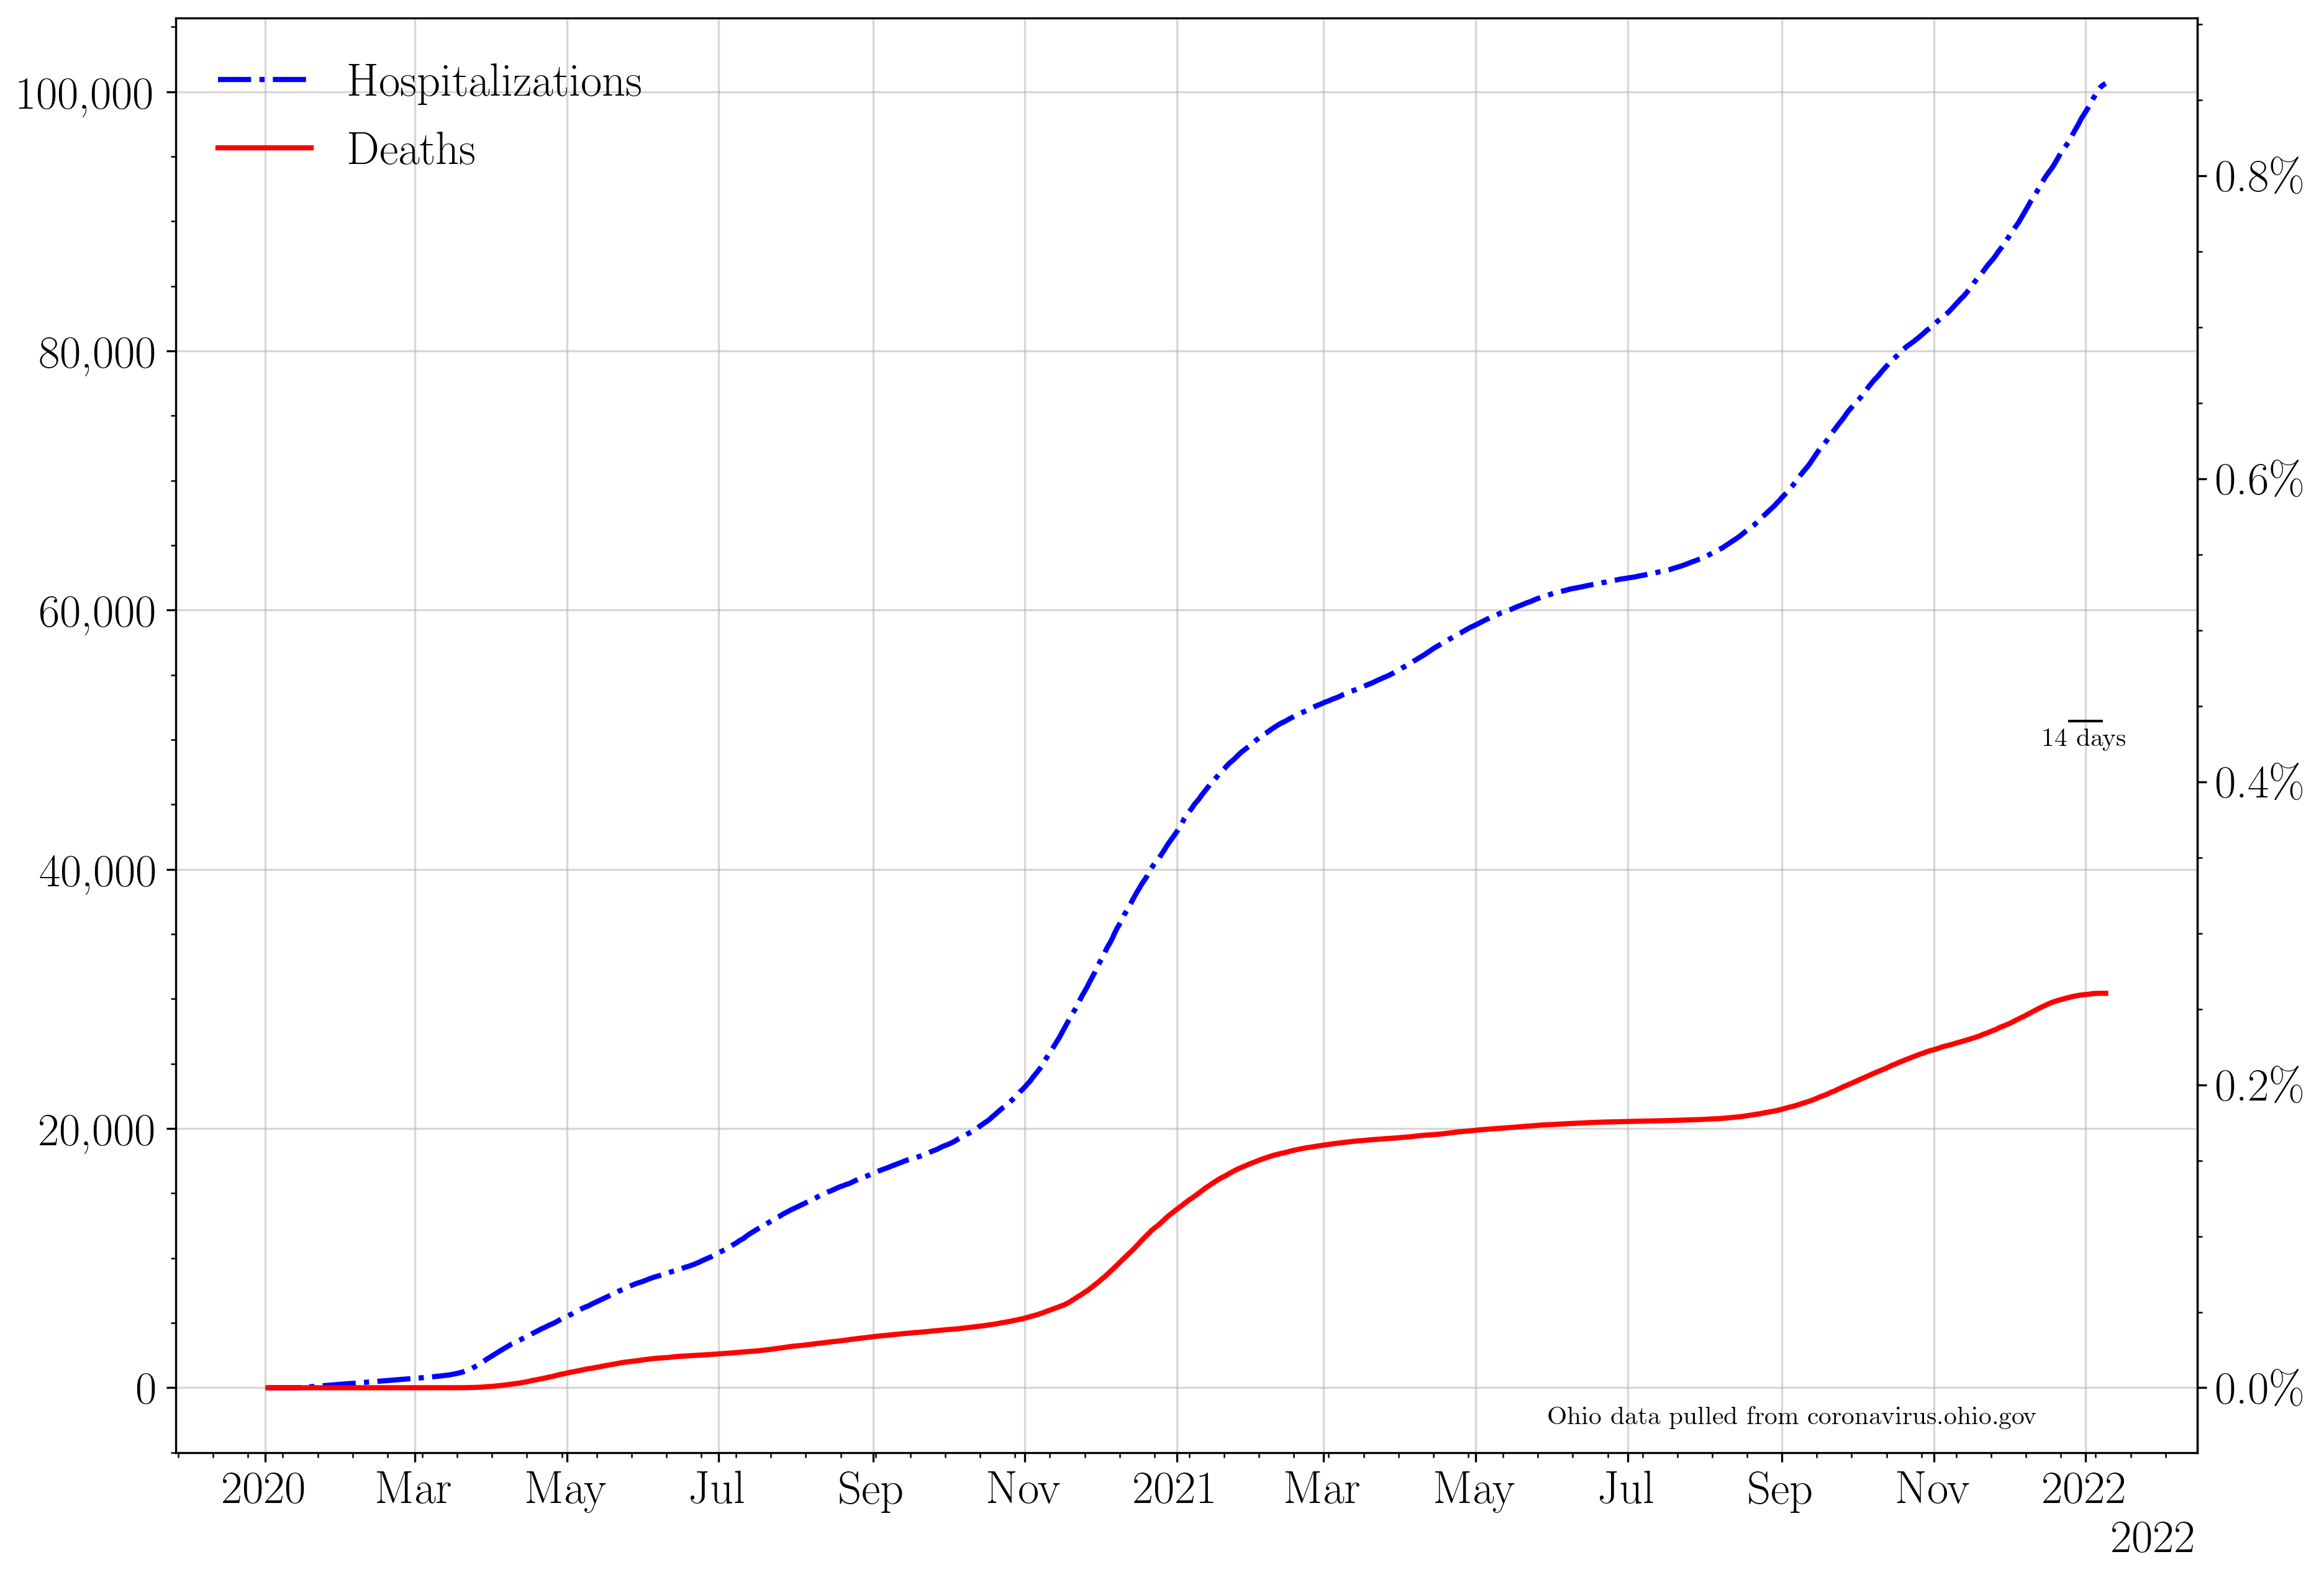 Hospitalizations
Deaths
100,000
80,000
60,000
40,000
20,000
0
0.8%
0.6%
0.4%
0.2%
0.0%
14 days
Ohio data pulled from coronavirus.ohio.gov
2020 Mar May Jul Sep Nov 2021 Mar May Jul Sep Nov 2022
2022